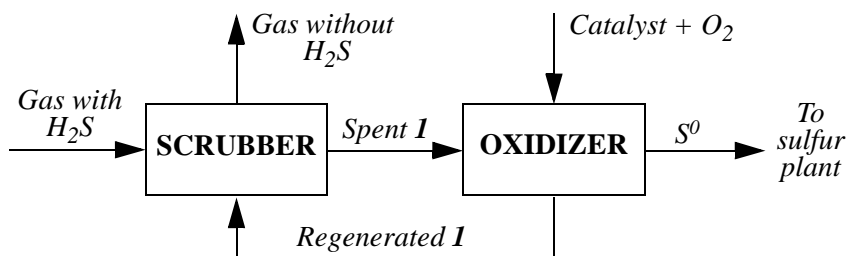 Gas without
H₂S
Catalyst + O₂
Gas with
H₂S
SCRUBBER
Spent 1
OXIDIZER
S⁰
To
sulfur
plant
Regenerated 1